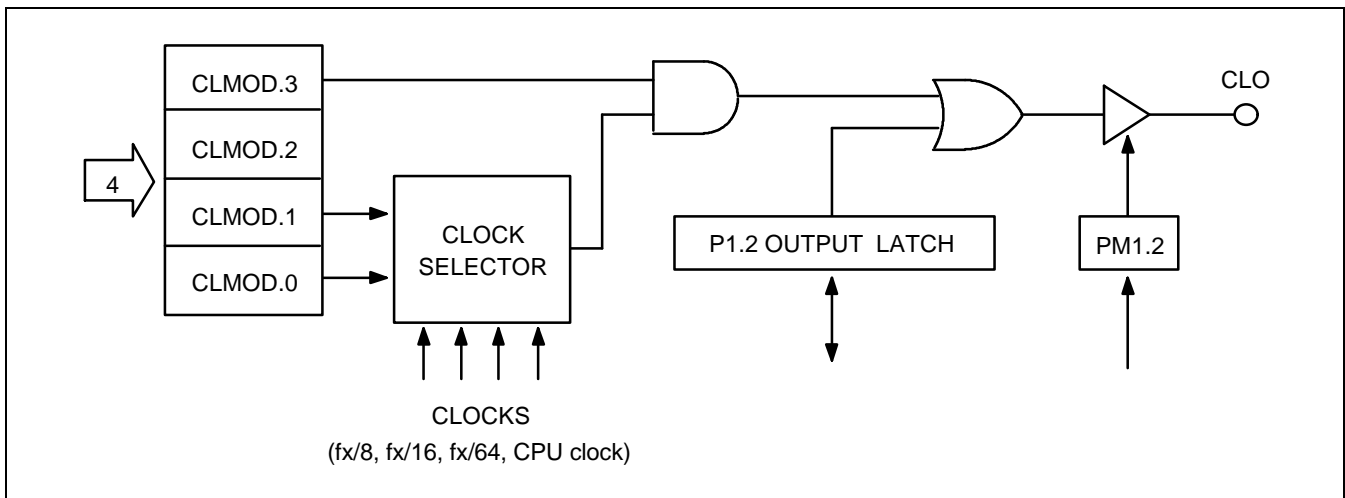 CLMOD.3
CLMOD.2
CLMOD.1
CLMOD.0
4
CLOCK
SELECTOR
CLOCKS
(fx/8, fx/16, fx/64, CPU clock)
P1.2 OUTPUT LATCH
PM1.2
CLO